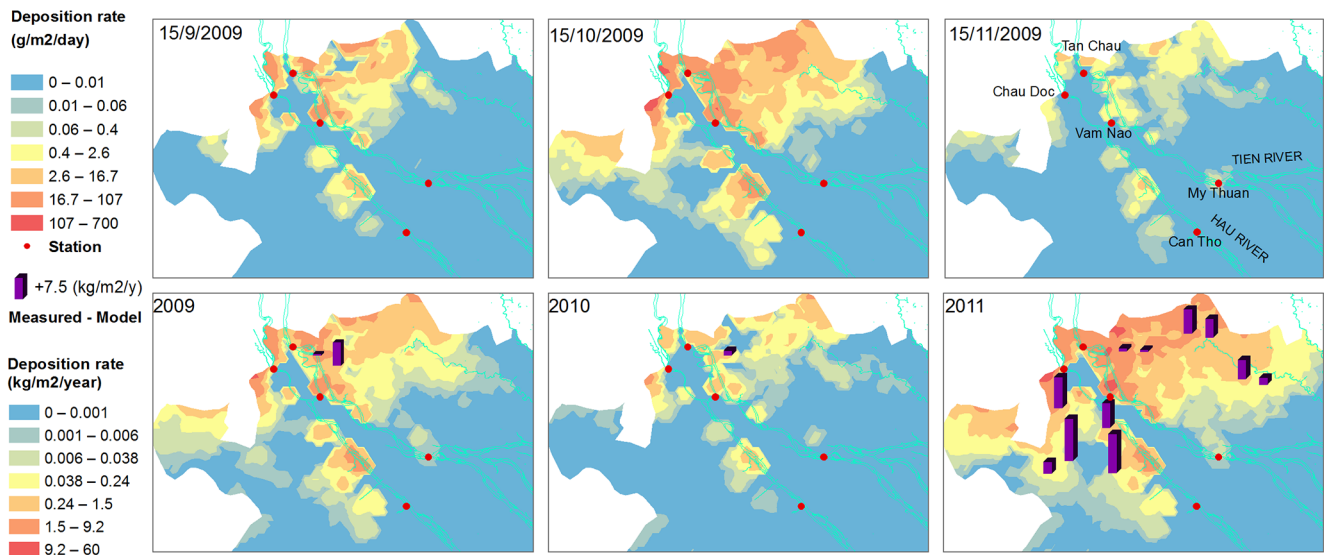 Deposition rate
(g/m2/day)
0 – 0.01
0.01 – 0.06
0.06 – 0.4
0.4 – 2.6
2.6 – 16.7
16.7 – 107
107 – 700
Station
+7.5 (kg/m2/y)
Measured - Model
Deposition rate
(kg/m2/year)
0 – 0.001
0.001 – 0.006
0.006 – 0.038
0.038 – 0.24
0.24 – 1.5
1.5 – 9.2
9.2 – 60
15/9/2009
15/10/2009
15/11/2009
Tan Chau
Chau Doc
Vam Nao
TIEN RIVER
My Thuan
HAU RIVER
Can Tho
2009
2010
2011